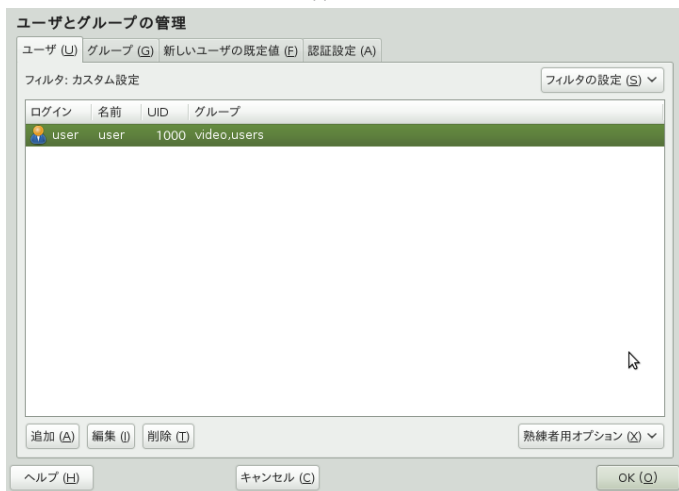 ユーザとグループの管理
ユーザ (U) グループ (G) 新しいユーザの既定値 (F) 認証設定 (A)
フィルタ: カスタム設定 フィルタの設定 (S)
ログイン 名前 UID グループ
user user 1000 video,users
追加 (A) 編集 (I) 削除 (T) 熟練者用オプション (X)
ヘルプ (H) キャンセル (C) OK (O)